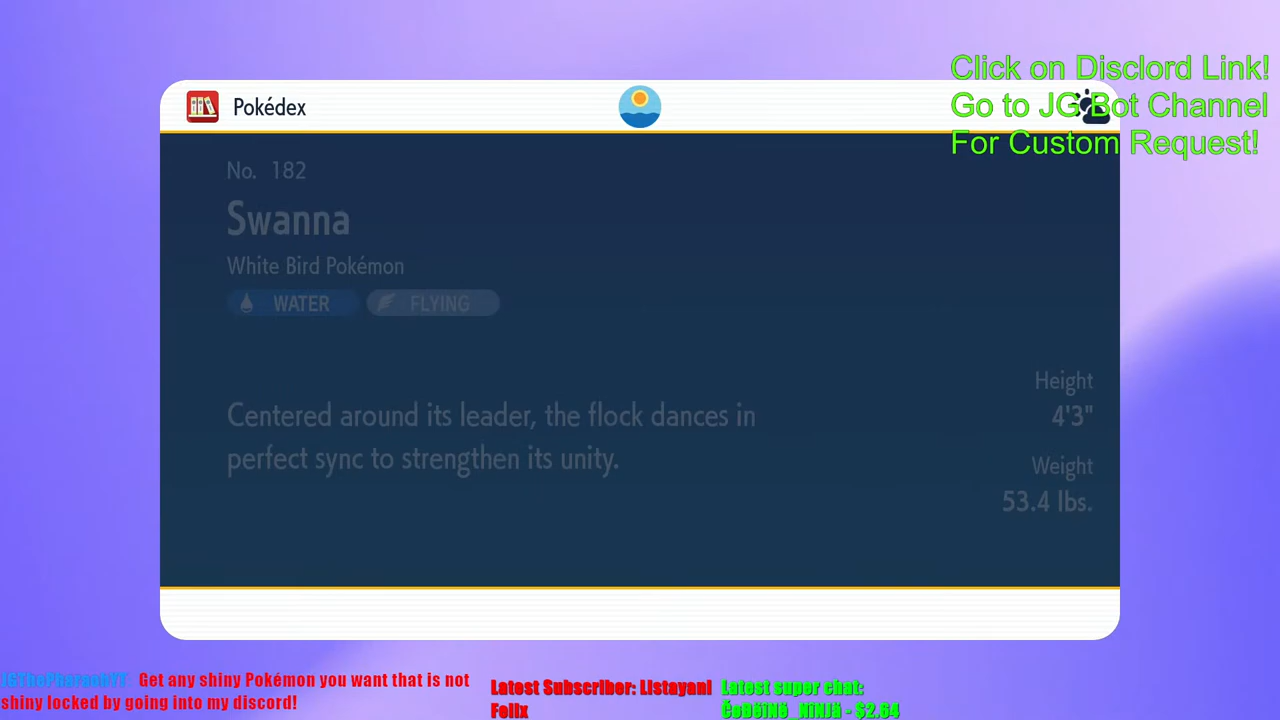 Click on Disclord Link!
Pokédex
Go to JG Bot Channel
For Custom Request!
No. 182
Swanna
White Bird Pokémon
WATER FLYING
Height
Centered around its leader, the flock dances in
4'3"
perfect sync to strengthen its unity.
Weight
53.4 lbs.
JGThePharaohYT Get any shiny Pokémon you want that is not
shiny locked by going into my discord!
Latest Subscriber: Listayani
Felix
Latest super chat:
- $2.64